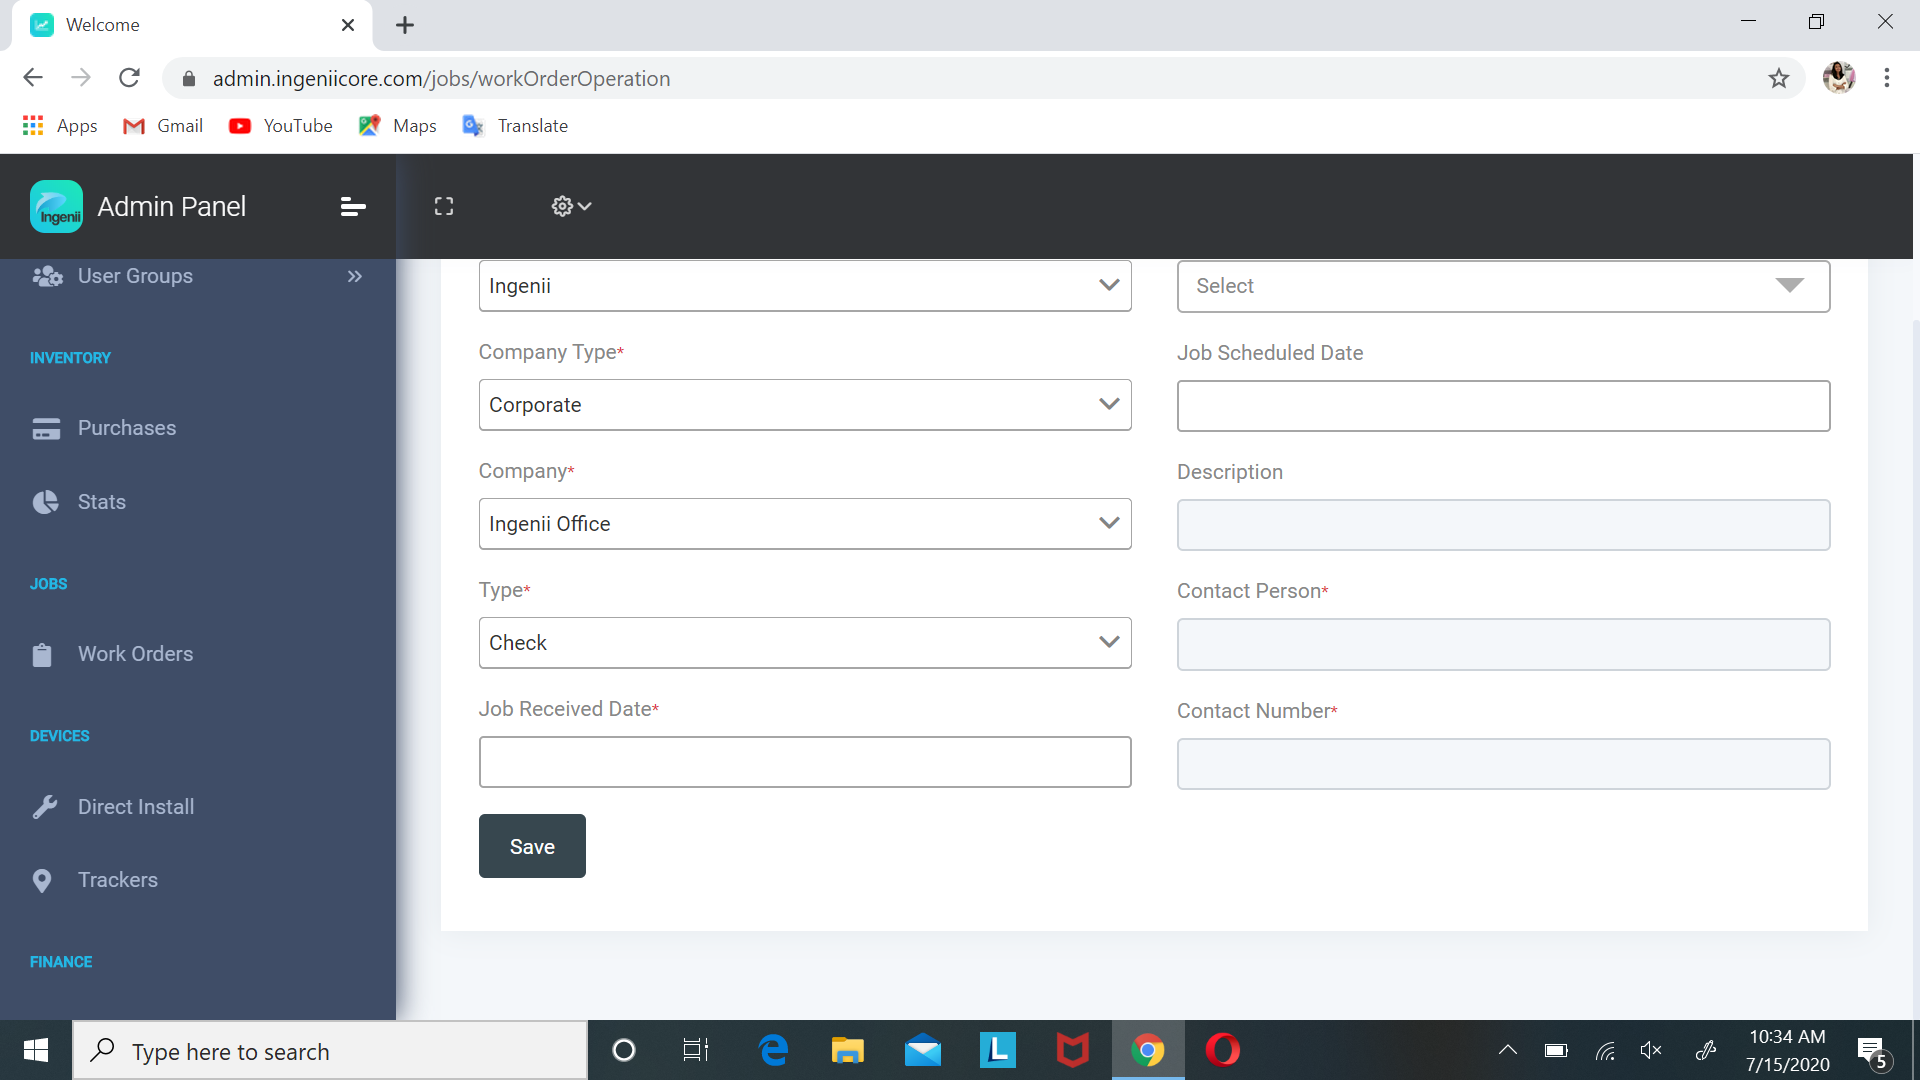 Welcome
admin.ingeniicore.com/jobs/workOrderOperation
Apps
Gmail
YouTube
Maps
Translate
Ingenii
Admin Panel
User Groups
INVENTORY
Purchases
Stats
JOBS
Work Orders
DEVICES
Direct Install
Trackers
FINANCE
Ingenii
Company Type*
Corporate
Company*
Ingenii Office
Type*
Check
Job Received Date*
Save
Select
Job Scheduled Date
Description
Contact Person*
Contact Number*
Type here to search
L
10:34 AM
7/15/2020
5